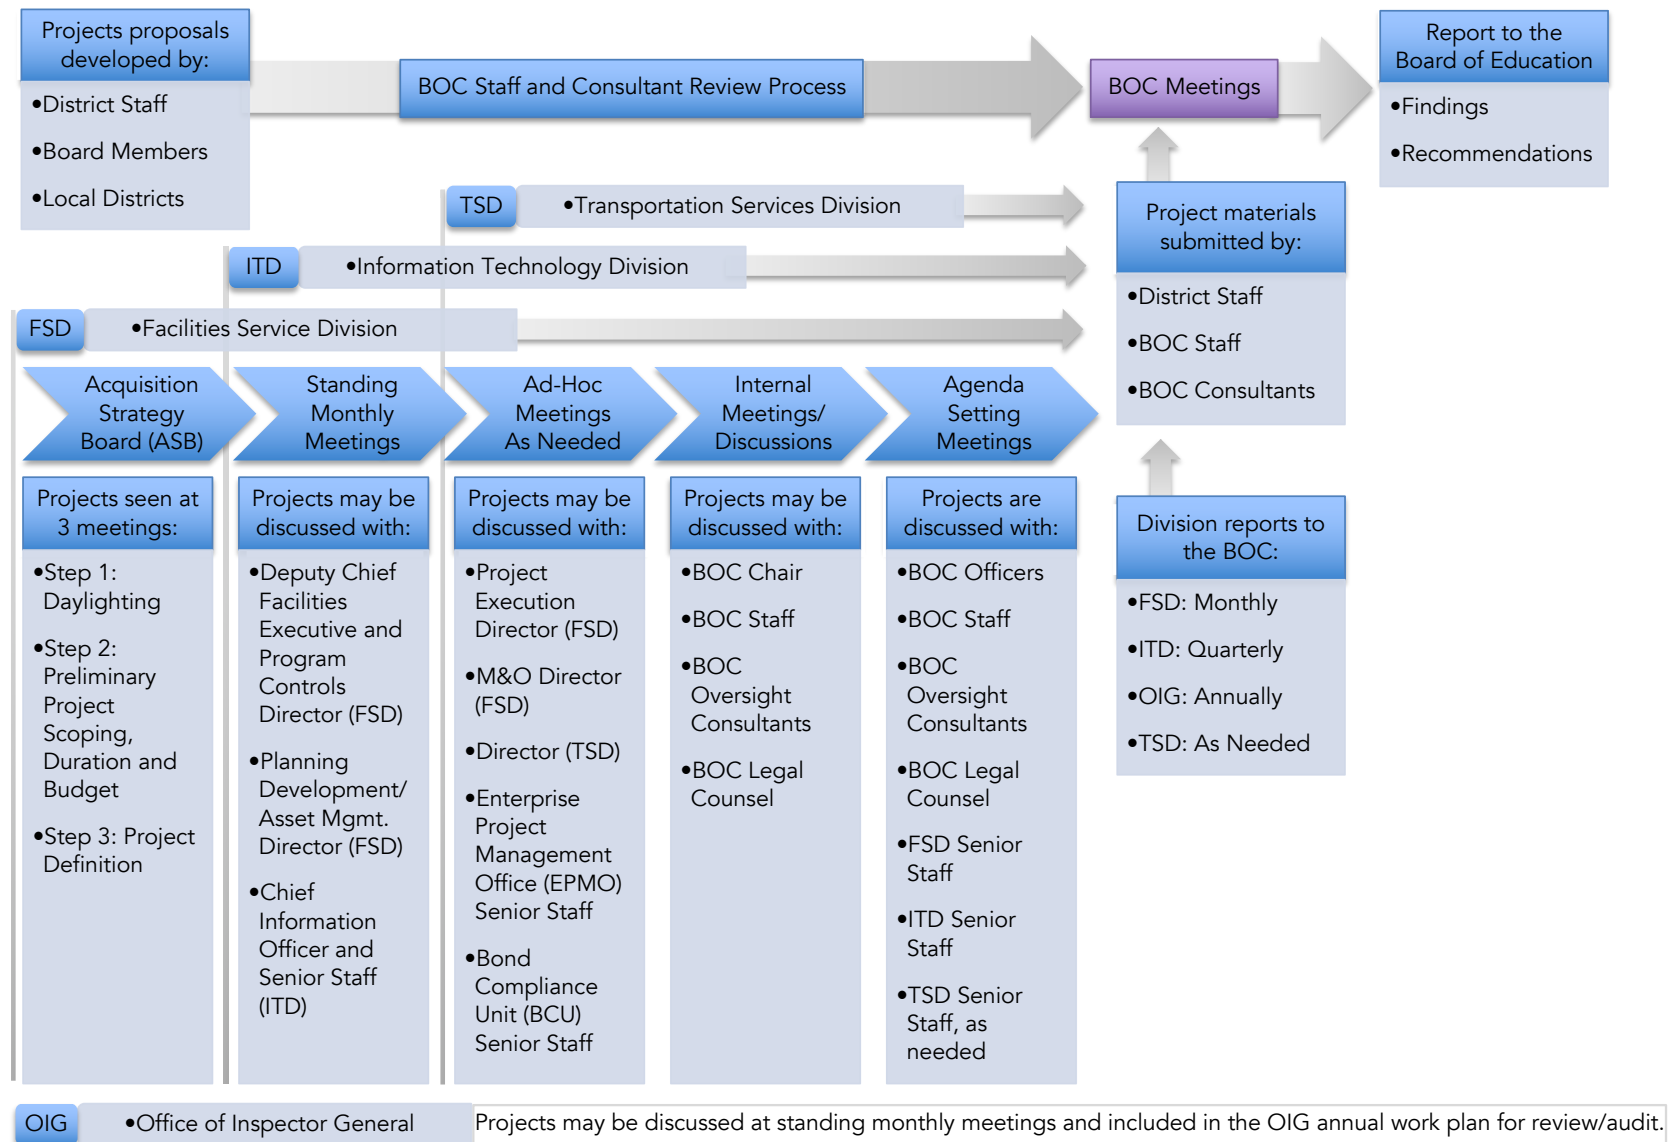 Projects proposals
developed by:
•District Staff
•Board Members
•Local Districts
BOC Staff and Consultant Review Process
BOC Meetings
Report to the
Board of Education
•Findings
•Recommendations
TSD
•Transportation Services Division
ITD
•Information Technology Division
FSD
•Facilities Service Division
Project materials
submitted by:
•District Staff
•BOC Staff
•BOC Consultants
Acquisition
Strategy
Board (ASB)
Standing
Monthly
Meetings
Ad-Hoc
Meetings
As Needed
Internal
Meetings/
Discussions
Agenda
Setting
Meetings
Projects seen at
3 meetings:
•Step 1:
Daylighting
•Step 2:
Preliminary
Project
Scoping,
Duration and
Budget
•Step 3: Project
Definition
Projects may be
discussed with:
•Deputy Chief
Facilities
Executive and
Program
Controls
Director (FSD)
•Planning
Development/
Asset Mgmt.
Director (FSD)
•Chief
Information
Officer and
Senior Staff
(ITD)
Projects may be
discussed with:
•Project
Execution
Director (FSD)
•M&O Director
(FSD)
•Director (TSD)
•Enterprise
Project
Management
Office (EPMO)
Senior Staff
•Bond
Compliance
Unit (BCU)
Senior Staff
Projects may be
discussed with:
•BOC Chair
•BOC Staff
•BOC
Oversight
Consultants
•BOC Legal
Counsel
Projects are
discussed with:
•BOC Officers
•BOC Staff
•BOC
Oversight
Consultants
•BOC Legal
Counsel
•FSD Senior
Staff
•ITD Senior
Staff
•TSD Senior
Staff, as
needed
Division reports to
the BOC:
•FSD: Monthly
•ITD: Quarterly
•OIG: Annually
•TSD: As Needed
OIG
•Office of Inspector General
Projects may be discussed at standing monthly meetings and included in the OIG annual work plan for review/audit.